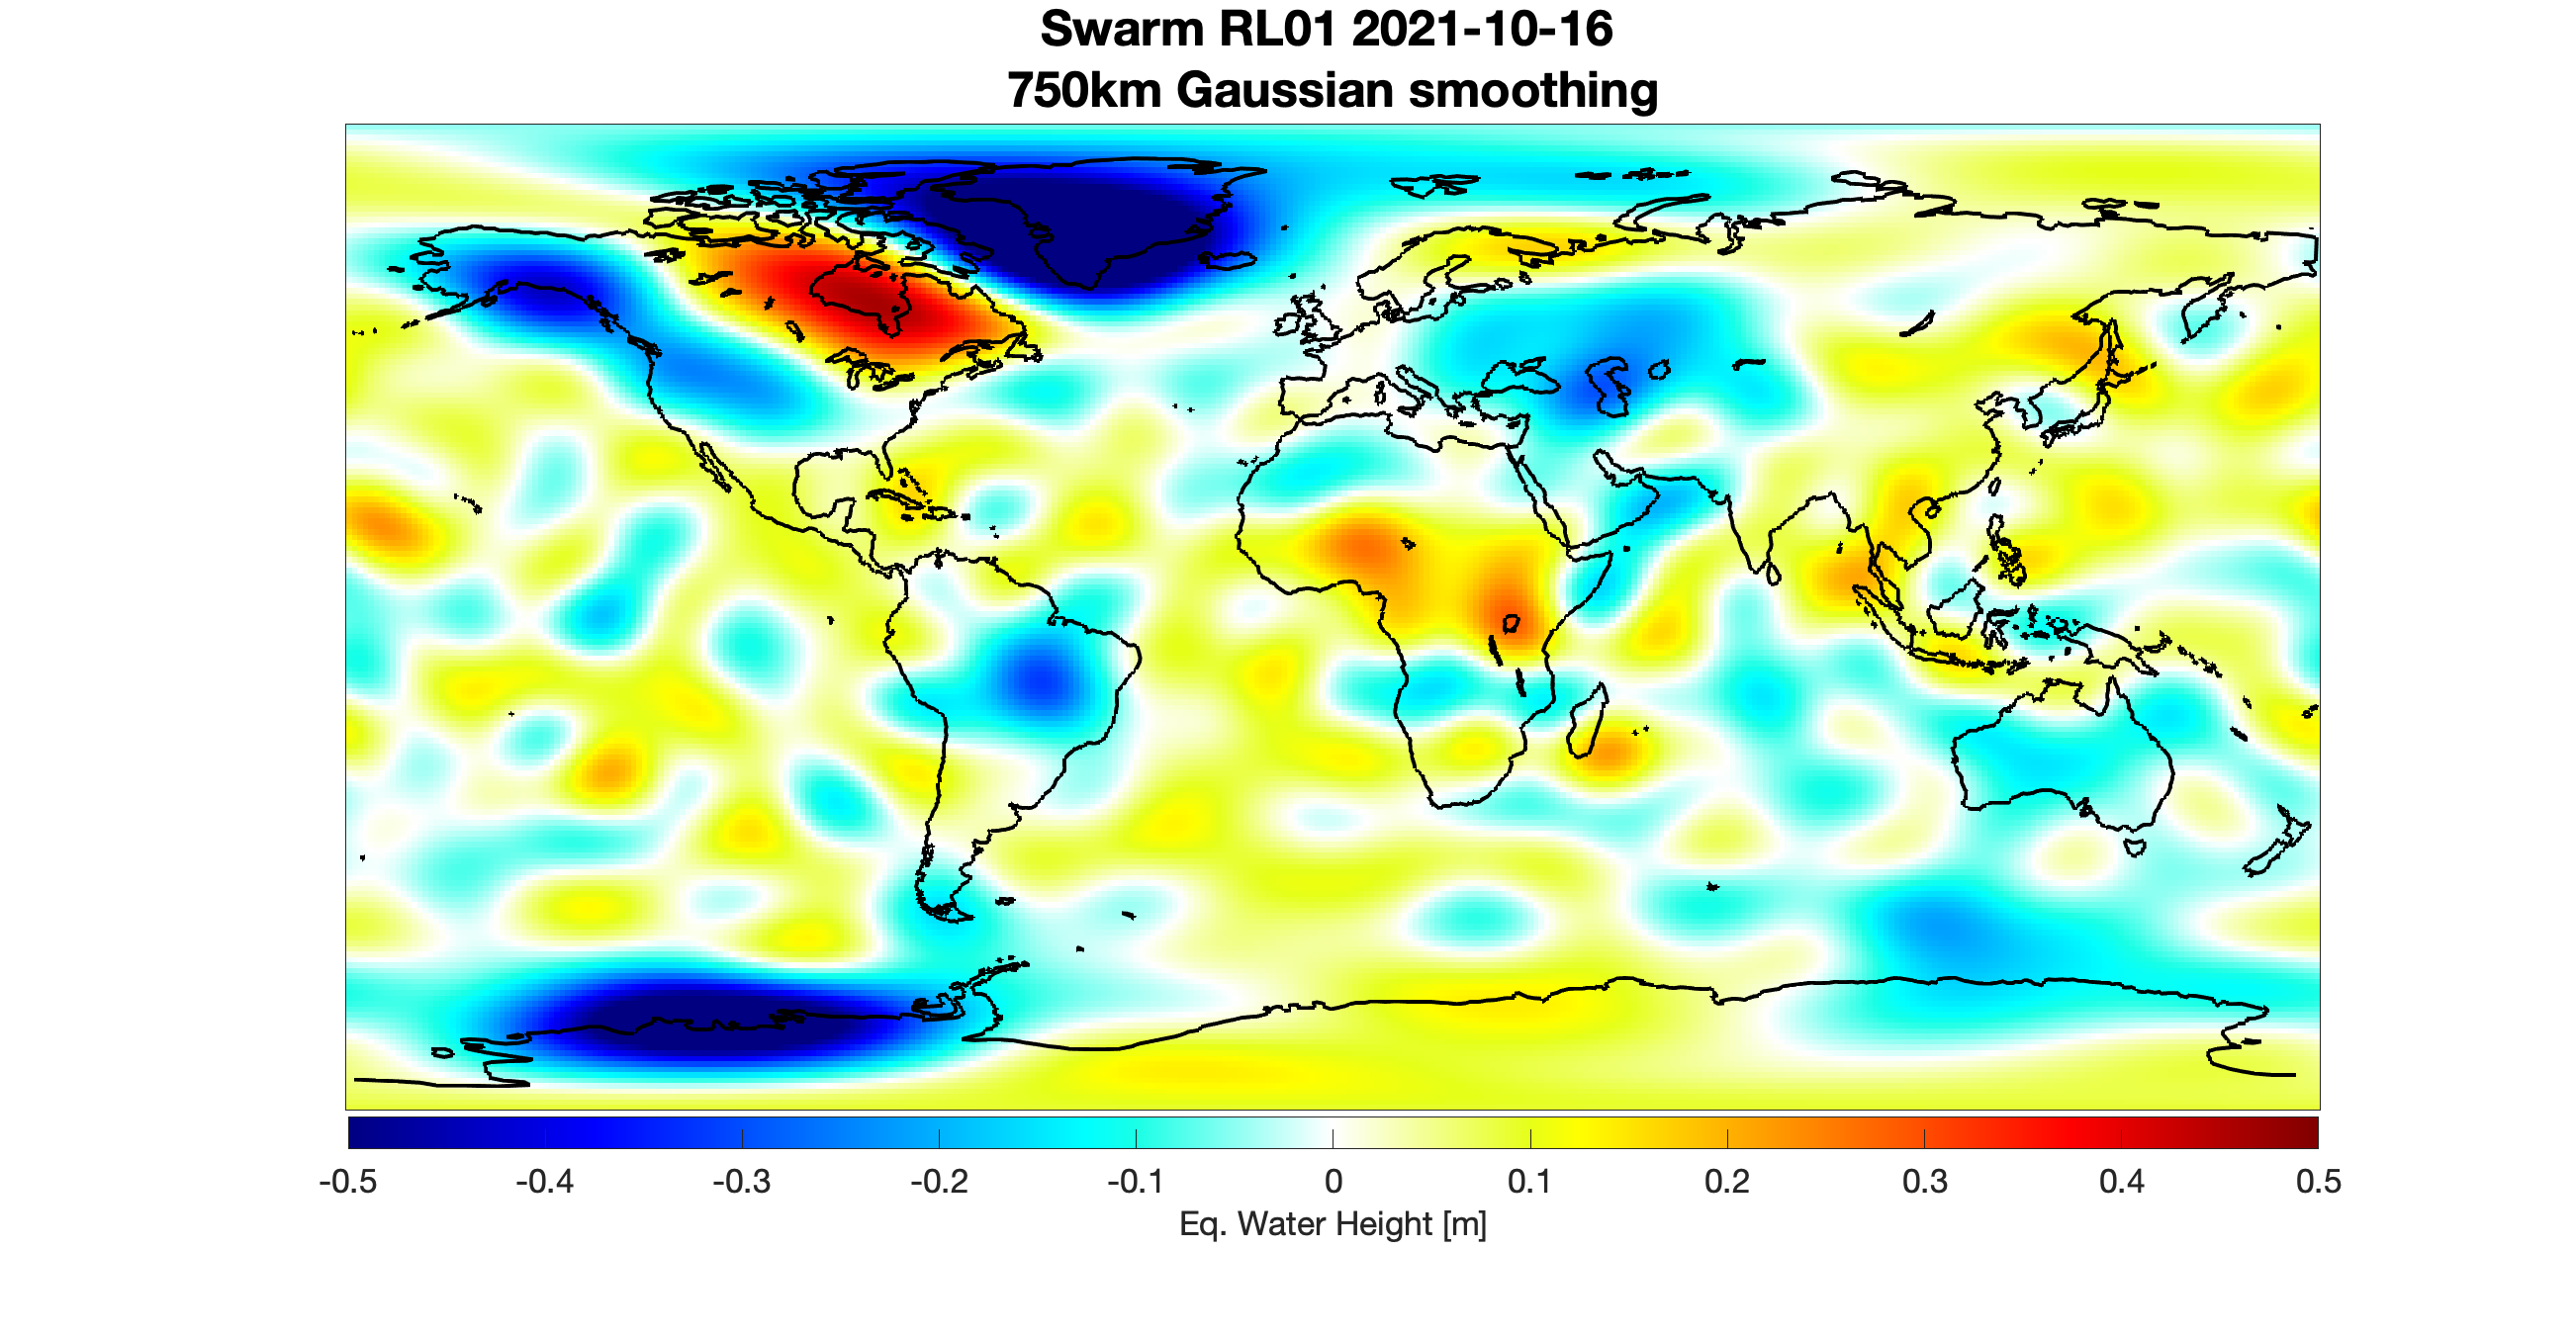 Swarm RL01 2021-10-16
750km Gaussian smoothing
-0.5 -0.4 -0.3 -0.2 -0.1 0 0.1 0.2 0.3 0.4 0.5
Eq. Water Height [m]